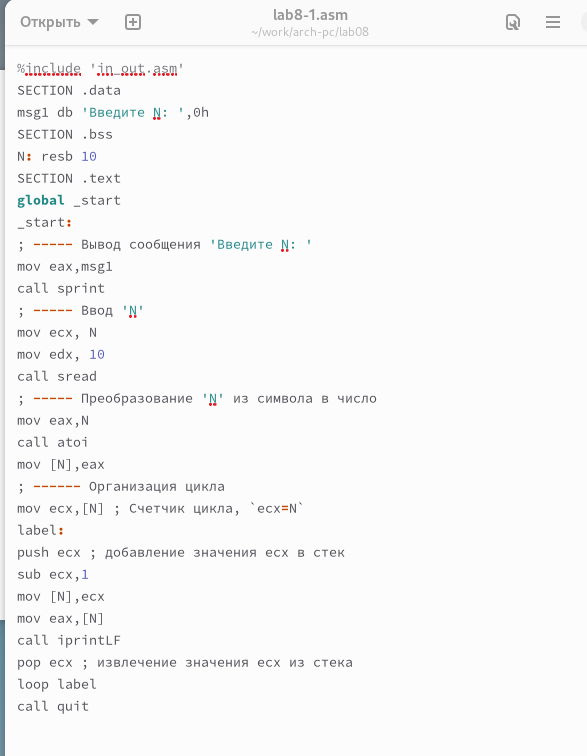 Открыть
lab8-1.asm
~/work/arch-pc/lab08
%include 'in_out.asm'
SECTION .data
msg1 db 'Введите N: ',0h
SECTION .bss
N: resb 10
SECTION .text
global _start
_start:
; ----- Вывод сообщения 'Введите N: '
mov eax,msg1
call sprint
; ----- Ввод 'N'
mov ecx, N
mov edx, 10
call sread
; ----- Преобразование 'N' из символа в число
mov eax,N
call atoi
mov [N],eax
; ------ Организация цикла
mov ecx,[N] ; Счетчик цикла, `ecx=N`
label:
push ecx ; добавление значения ecx в стек
sub ecx,1
mov [N],ecx
mov eax,[N]
call iprintLF
pop ecx ; извлечение значения ecx из стека
loop label
call quit